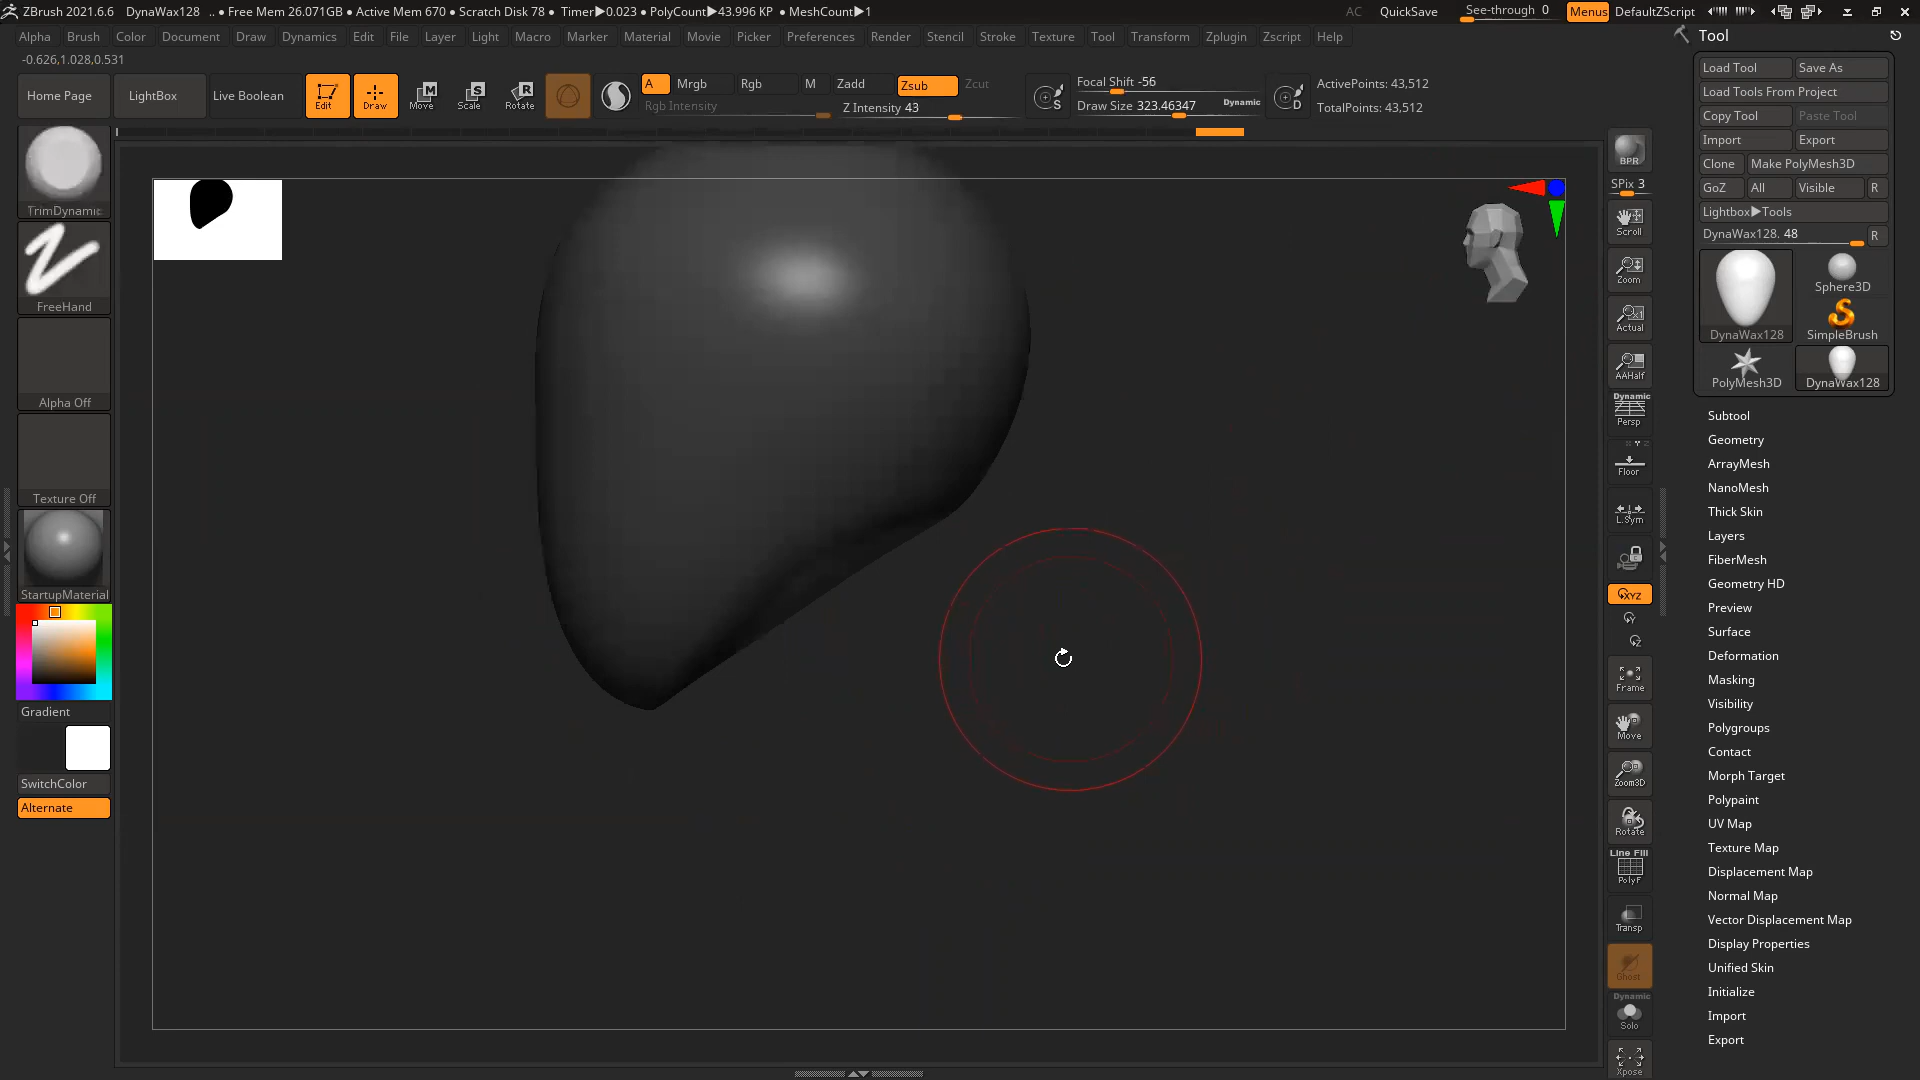 ZBrush 2021.6.6 DynaWax128 .. • Free Mem 26.071GB • Active Mem 670 • Scratch Disk 78 • Timer▶0.023 • PolyCount▶43.996 KP • MeshCount▶1 AC QuickSave See-through 0 Menus DefaultZScript
Alpha Brush Color Document Draw Dynamics Edit File Layer Light Macro Marker Material Movie Picker Preferences Render Stencil Stroke Texture Tool Transform Zplugin Zscript Help
-0.626,1.028,0.531
Home Page LightBox Live Boolean Edit Draw Move Scale Rotate
A Mrgb Rgb M Zadd Zsub Zcut
Rgb Intensity Z Intensity 43
Focal Shift -56
Draw Size 323.46347 Dynamic
ActivePoints: 43,512
TotalPoints: 43,512
TrimDynamic
FreeHand
Alpha Off
Texture Off
StartupMaterial
Gradient
SwitchColor
Alternate
BPR
SPix 3
Scroll
Zoom
Actual
AAHalf
Dynamic
Persp
Floor
L.Sym
XYZ
Y
Z
Frame
Move
Zoom3D
Rotate
Line Fill
PolyF
Transp
Ghost
Dynamic
Solo
Xpose
Tool
Load Tool Save As
Load Tools From Project
Copy Tool Paste Tool
Import Export
Clone Make PolyMesh3D
GoZ All Visible R
Lightbox▶Tools
DynaWax128. 48 R
DynaWax128 Sphere3D
SimpleBrush
PolyMesh3D DynaWax128
Subtool
Geometry
ArrayMesh
NanoMesh
Thick Skin
Layers
FiberMesh
Geometry HD
Preview
Surface
Deformation
Masking
Visibility
Polygroups
Contact
Morph Target
Polypaint
UV Map
Texture Map
Displacement Map
Normal Map
Vector Displacement Map
Display Properties
Unified Skin
Initialize
Import
Export